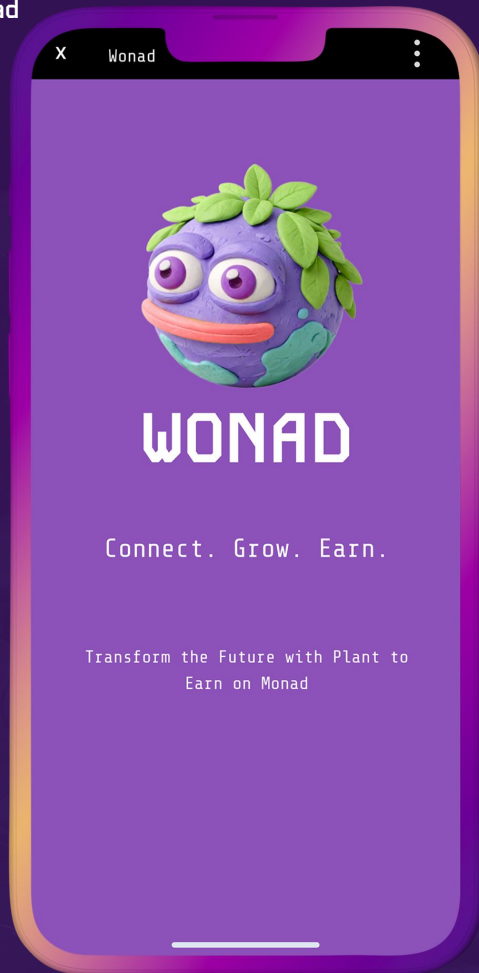 ad
X Wonad
WONAD
Connect. Grow. Earn.
Transform the Future with Plant to
Earn on Monad